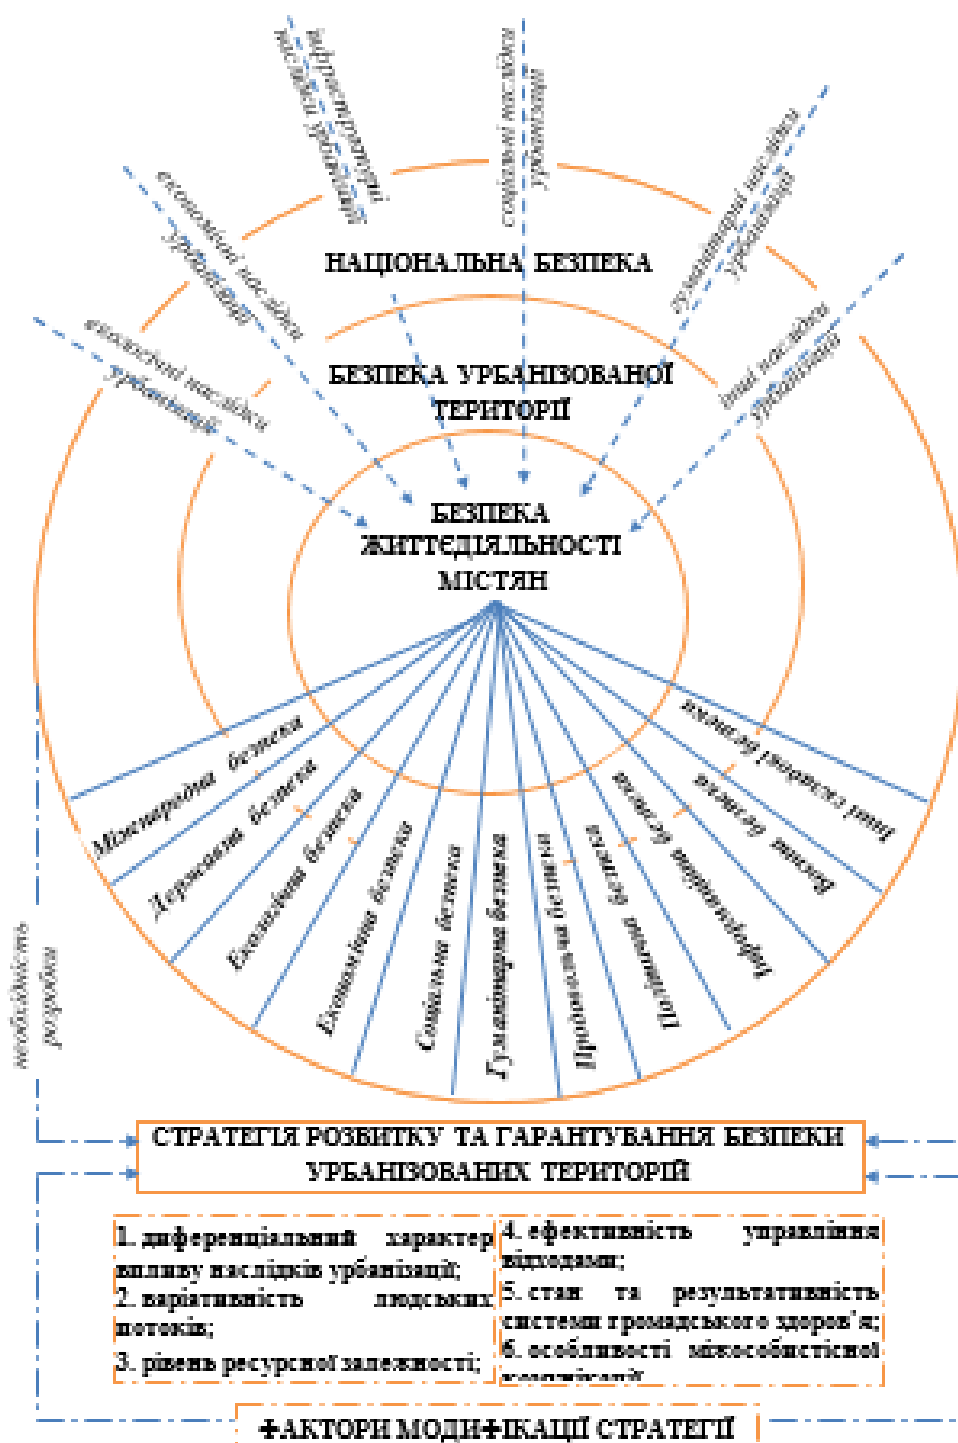 інфраструктурні
наслідки урбанізації
соціальні наслідки
урбанізації
гуманітарні наслідки
урбанізації
економічні наслідки
урбанізації
екологічні наслідки
урбанізації
інші наслідки
урбанізації
НАЦІОНАЛЬНА БЕЗПЕКА
БЕЗПЕКА УРБАНІЗОВАНОЇ
ТЕРИТОРІЇ
БЕЗПЕКА
ЖИТТЄДІЯЛЬНОСТІ
МІСТЯН
Міжнародна безпека
Державна безпека
Екологічна безпека
Економічна безпека
Соціальна безпека
Гуманітарна безпека
Продовольча безпека
Політична безпека
Інформаційна безпека
Воєнна безпека
Інші складові безпеки
необхідність
розробки
СТРАТЕГІЯ РОЗВИТКУ ТА ГАРАНТУВАННЯ БЕЗПЕКИ
УРБАНІЗОВАНИХ ТЕРИТОРІЙ
1. диференціальний характер
впливу наслідків урбанізації;
2. варіативність людських
потоків;
3. рівень ресурсної залежності;
4. ефективність управління
відходами;
5. стан та результативність
системи громадського здоров'я;
6. особливості міжособистісної
комунікації
ФАКТОРИ МОДИФІКАЦІЇ СТРАТЕГІЇ